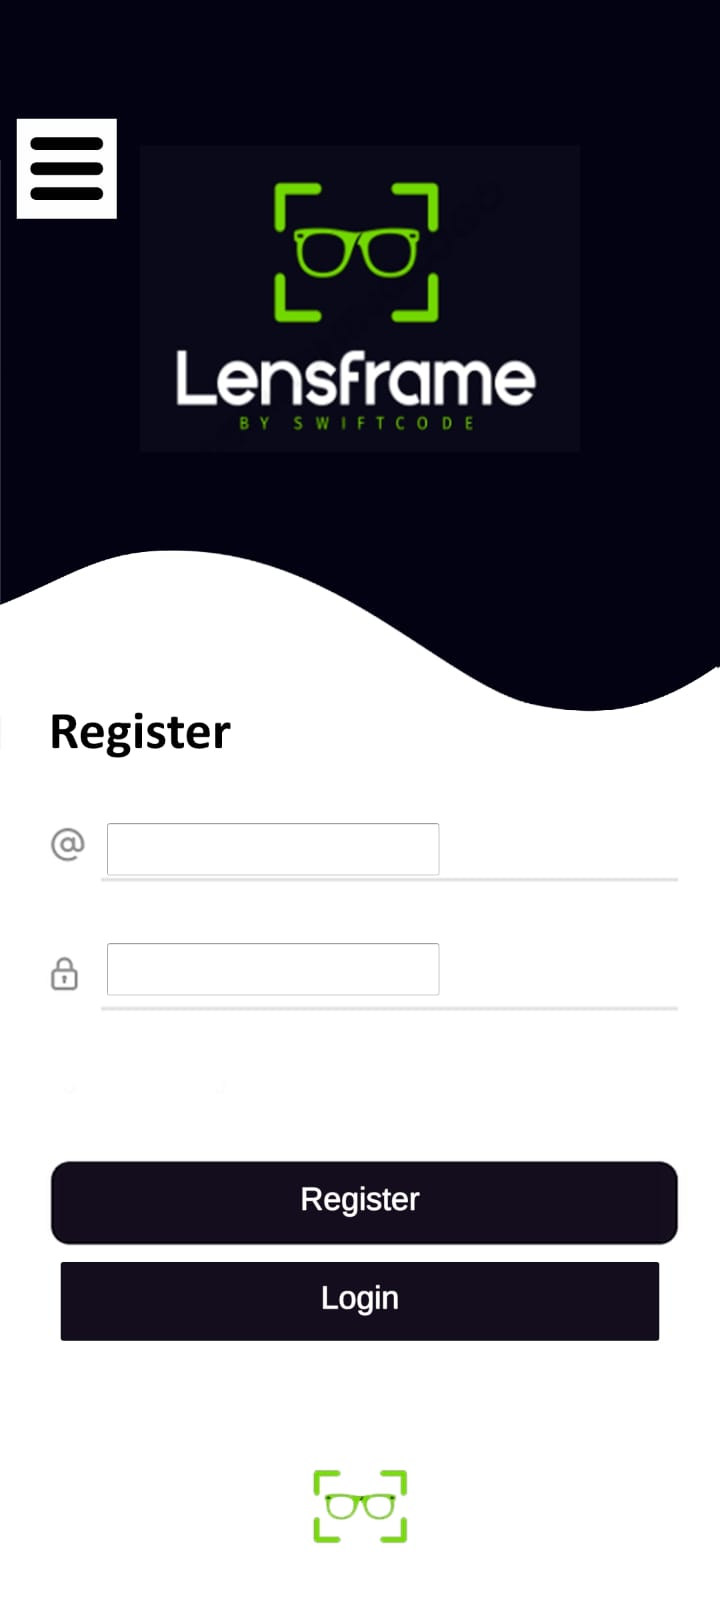 Lensframe
BY SWIFTCODE
Register
@
Register
Login